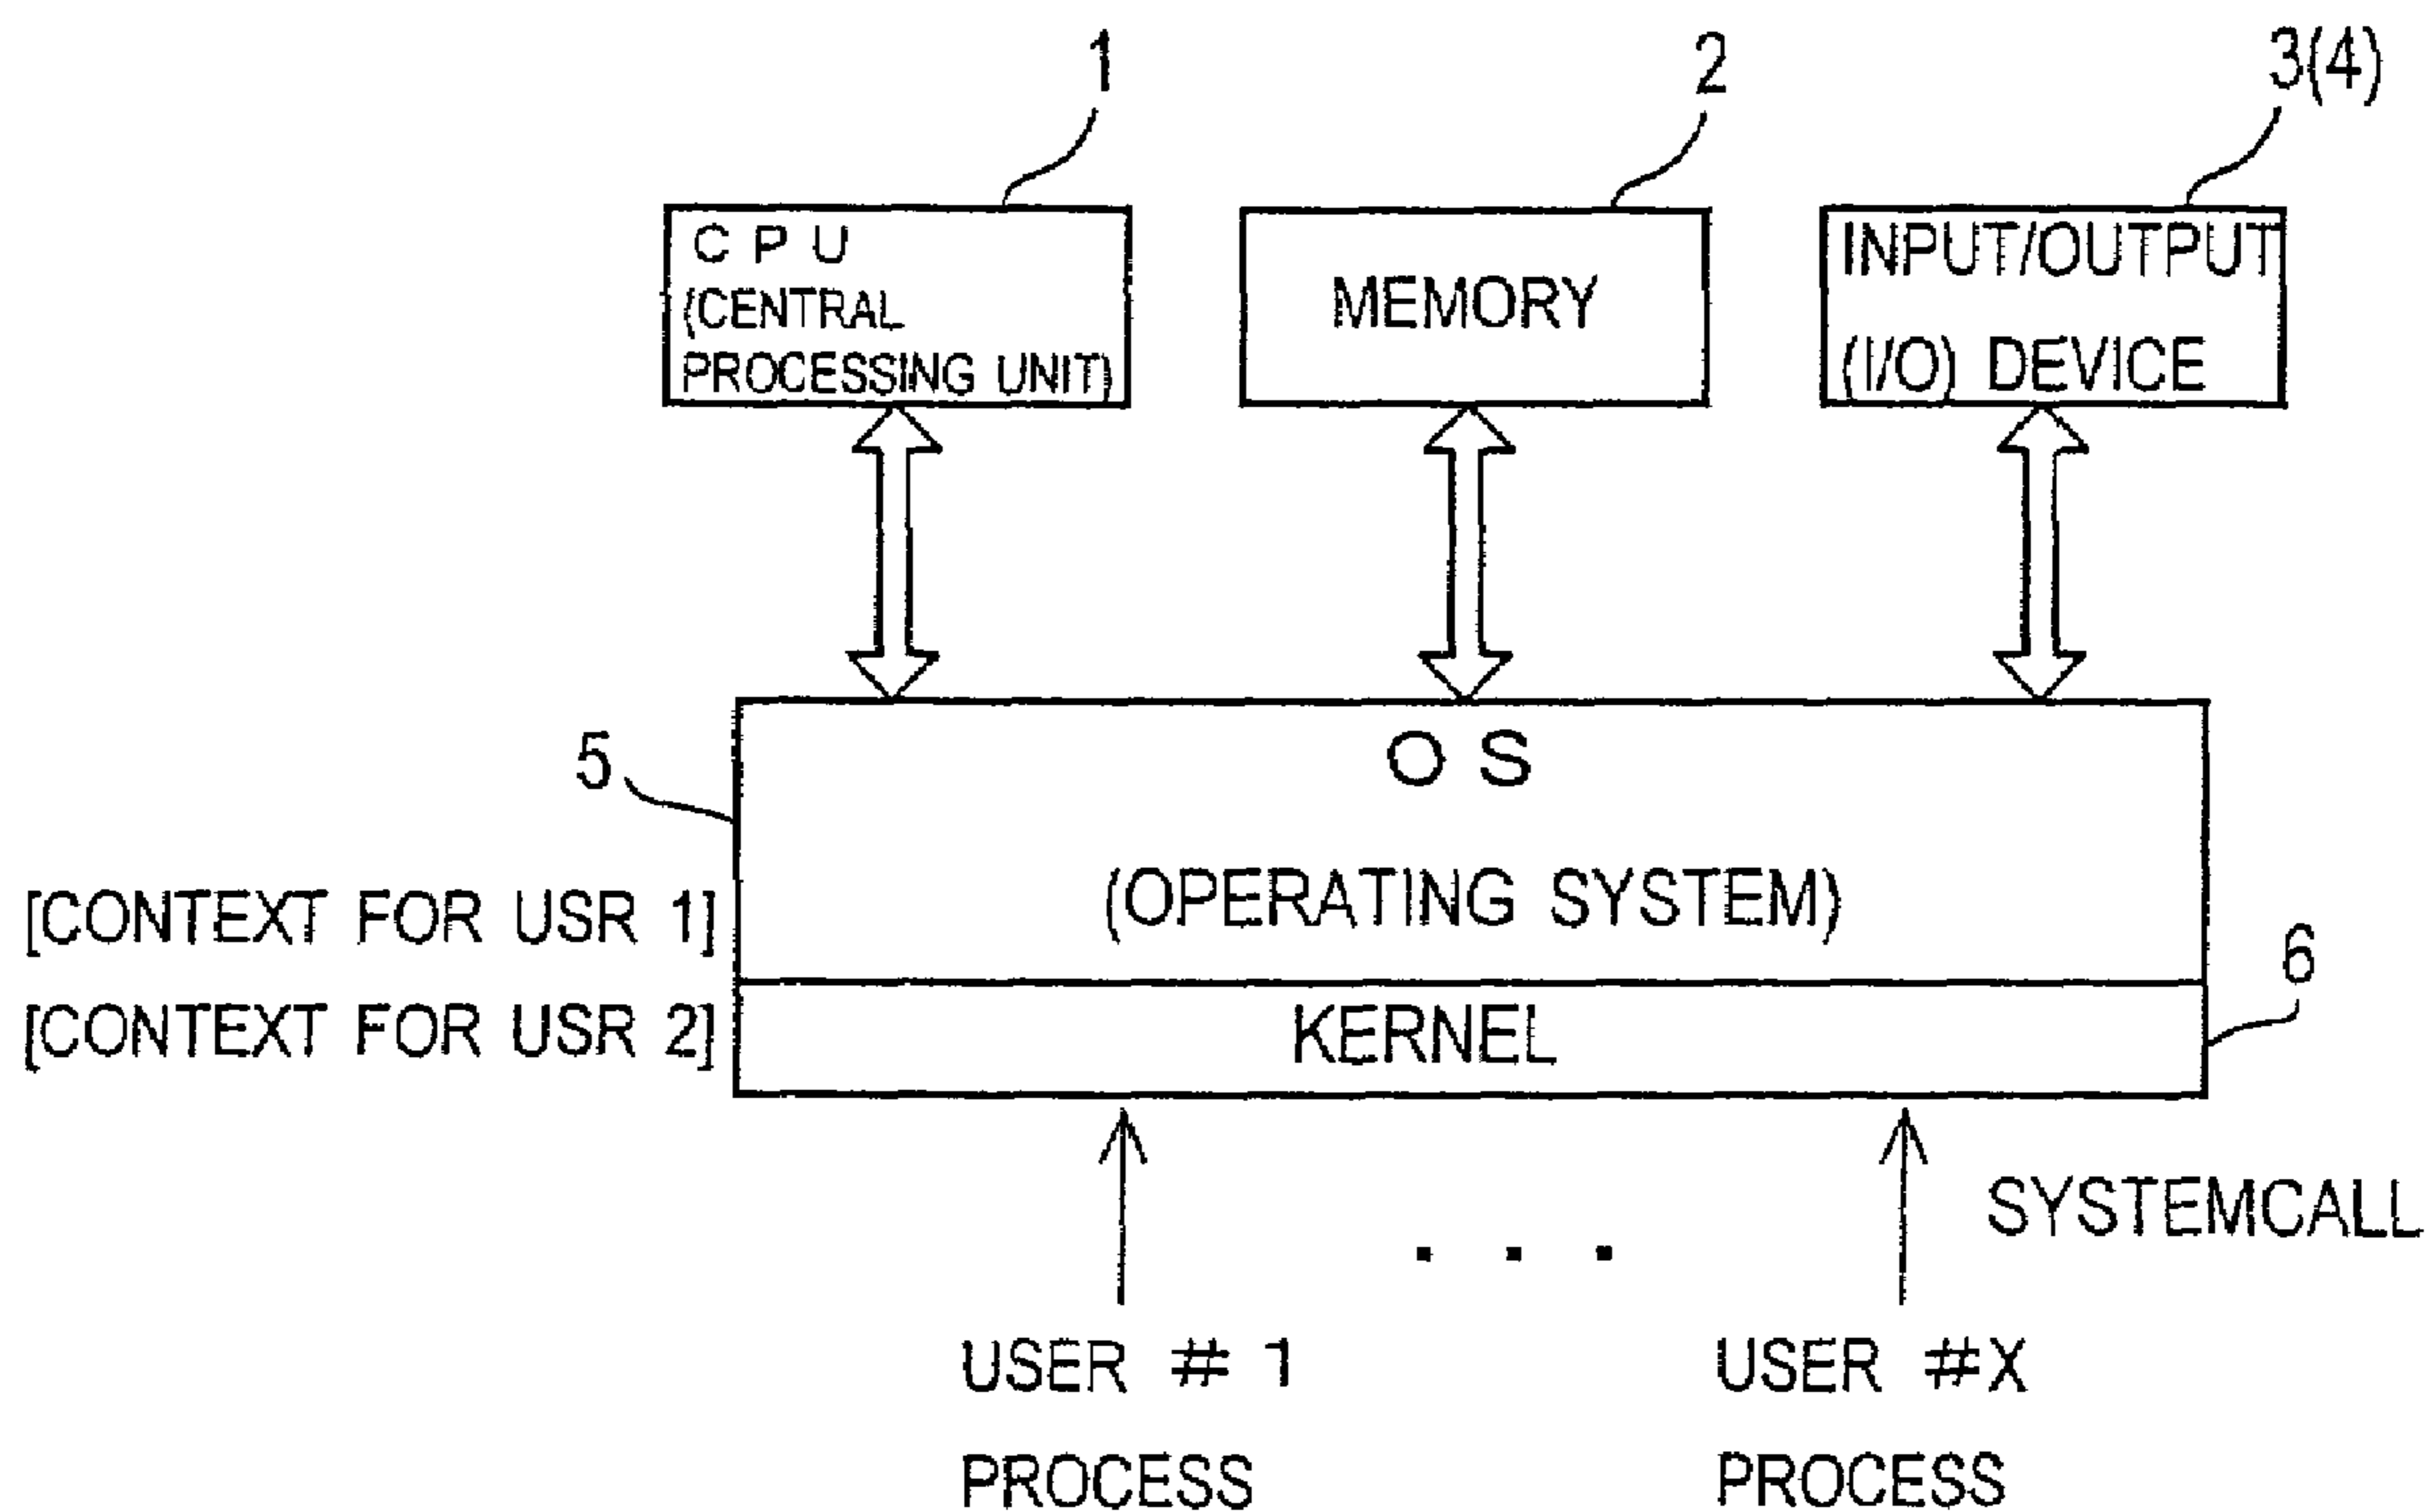 1
2
3(4)
C P U
(CENTRAL
PROCESSING UNIT)
MEMORY
INPUT/OUTPUT
(I/O) DEVICE
5
O S
(OPERATING SYSTEM)
[CONTEXT FOR USR 1]
6
[CONTEXT FOR USR 2]
KERNEL
SYSTEMCALL
. . .
USER # 1
PROCESS
USER #X
PROCESS